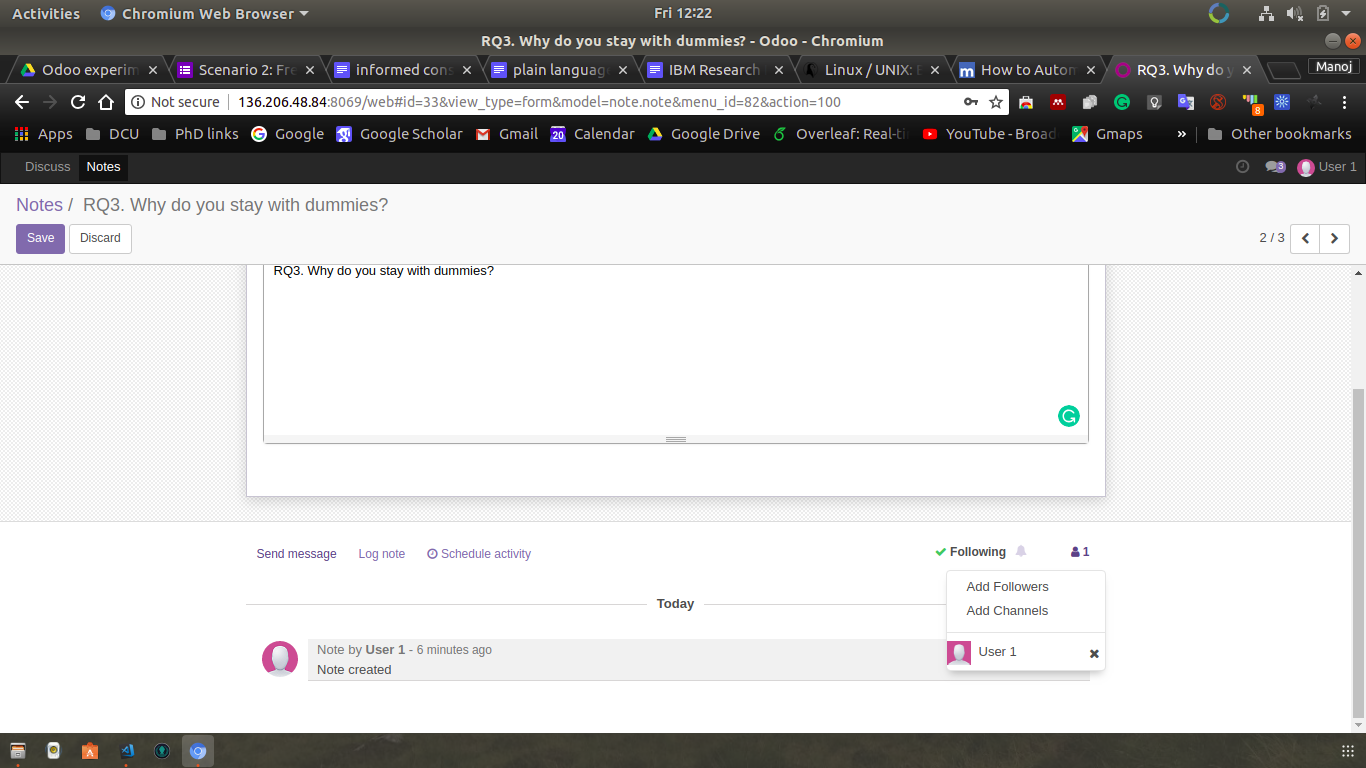 Activities Chromium Web Browser Fri 12:22
RQ3. Why do you stay with dummies? - Odoo - Chromium
Odoo experim Scenario 2: Fre informed cons plain language IBM Research Linux / UNIX: E How to Autom RQ3. Why do y Manoj
Not secure 136.206.48.84:8069/web#id=33&view_type=form&model=note.note&menu_id=82&action=100 8
Apps DCU PhD links Google Google Scholar Gmail 20 Calendar Google Drive Overleaf: Real-ti YouTube - Broad Gmaps » Other bookmarks
Discuss Notes 3 User 1
Notes / RQ3. Why do you stay with dummies?
Save Discard 2 / 3
RQ3. Why do you stay with dummies?
Send message Log note Schedule activity Following 1
Add Followers
Today Add Channels
Note by User 1 - 6 minutes ago User 1
Note created